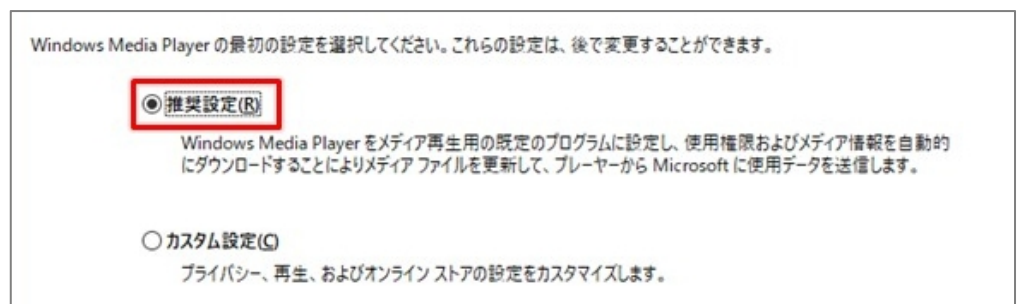 Windows Media Player の最初の設定を選択してください。これらの設定は、後で変更することができます。
推奨設定(R)
Windows Media Player をメディア再生用の既定のプログラムに設定し、使用権限およびメディア情報を自動的
にダウンロードすることによりメディア ファイルを更新して、プレーヤーから Microsoft に使用データを送信します。
カスタム設定(C)
プライバシー、再生、およびオンライン ストアの設定をカスタマイズします。